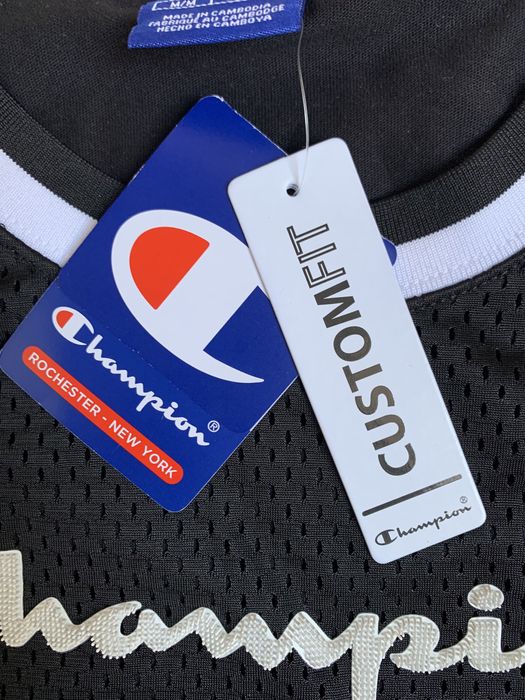 M/M
MADE IN CAMBODIA
FABRIQUÉ AU CAMBODGE
HECHO EN CAMBOYA
Champion®
ROCHESTER - NEW YORK
CUSTOMFIT
Champion®
hampi